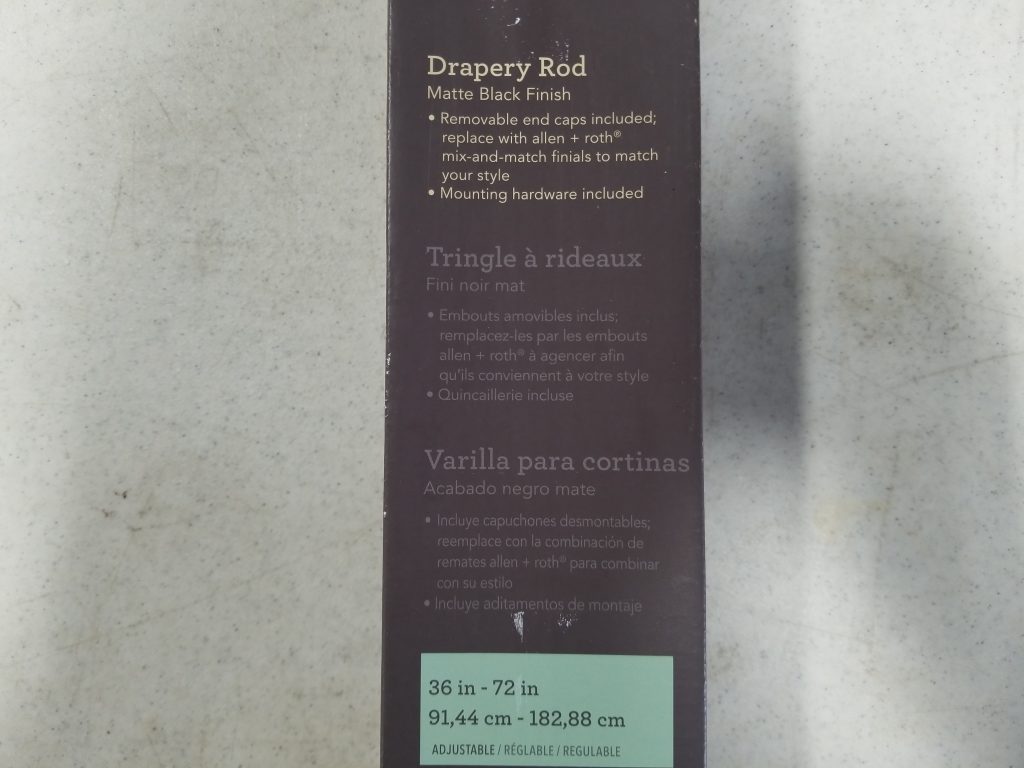 Drapery Rod
Matte Black Finish
• Removable end caps included;
replace with allen + roth®
mix-and-match finials to match
your style
• Mounting hardware included
Tringle à rideaux
Fini noir mat
• Embouts amovibles inclus;
remplacez-les par les embouts
allen + roth® à agencer afin
qu'ils conviennent à votre style
• Quincaillerie incluse
Varilla para cortinas
Acabado negro mate
• Incluye capuchones desmontables;
reemplace con la combinación de
remates allen + roth® para combinar
con su estilo
• Incluye aditamentos de montaje
36 in - 72 in
91,44 cm - 182,88 cm
ADJUSTABLE / RÉGLABLE / REGULABLE